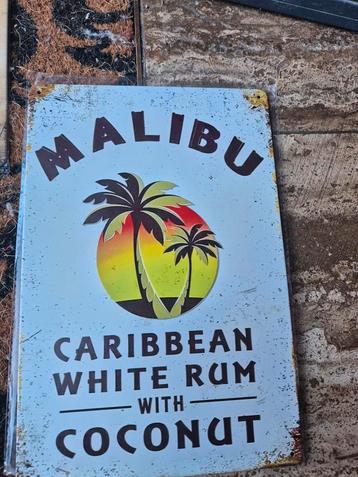 MALIBU
CARIBBEAN
WHITE RUM
WITH
COCONUT